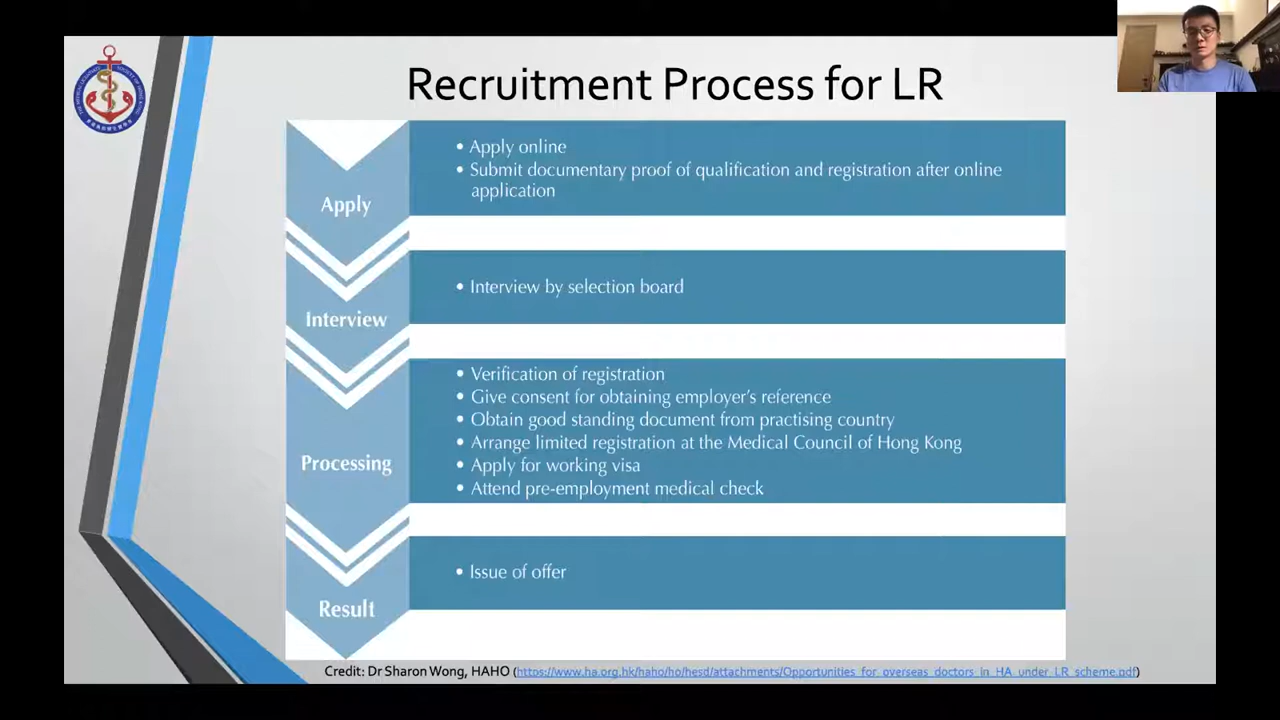 Recruitment Process for LR
Apply
• Apply online
• Submit documentary proof of qualification and registration after online
application
Interview
• Interview by selection board
Processing
• Verification of registration
• Give consent for obtaining employer's reference
• Obtain good standing document from practising country
• Arrange limited registration at the Medical Council of Hong Kong
• Apply for working visa
• Attend pre-employment medical check
Result
• Issue of offer
Credit: Dr Sharon Wong, HAHO (https://www.ha.org.hk/haho/ho/hesd/attachments/Opportunities_for_overseas_doctors_in_HA_under_LR_scheme.pdf)